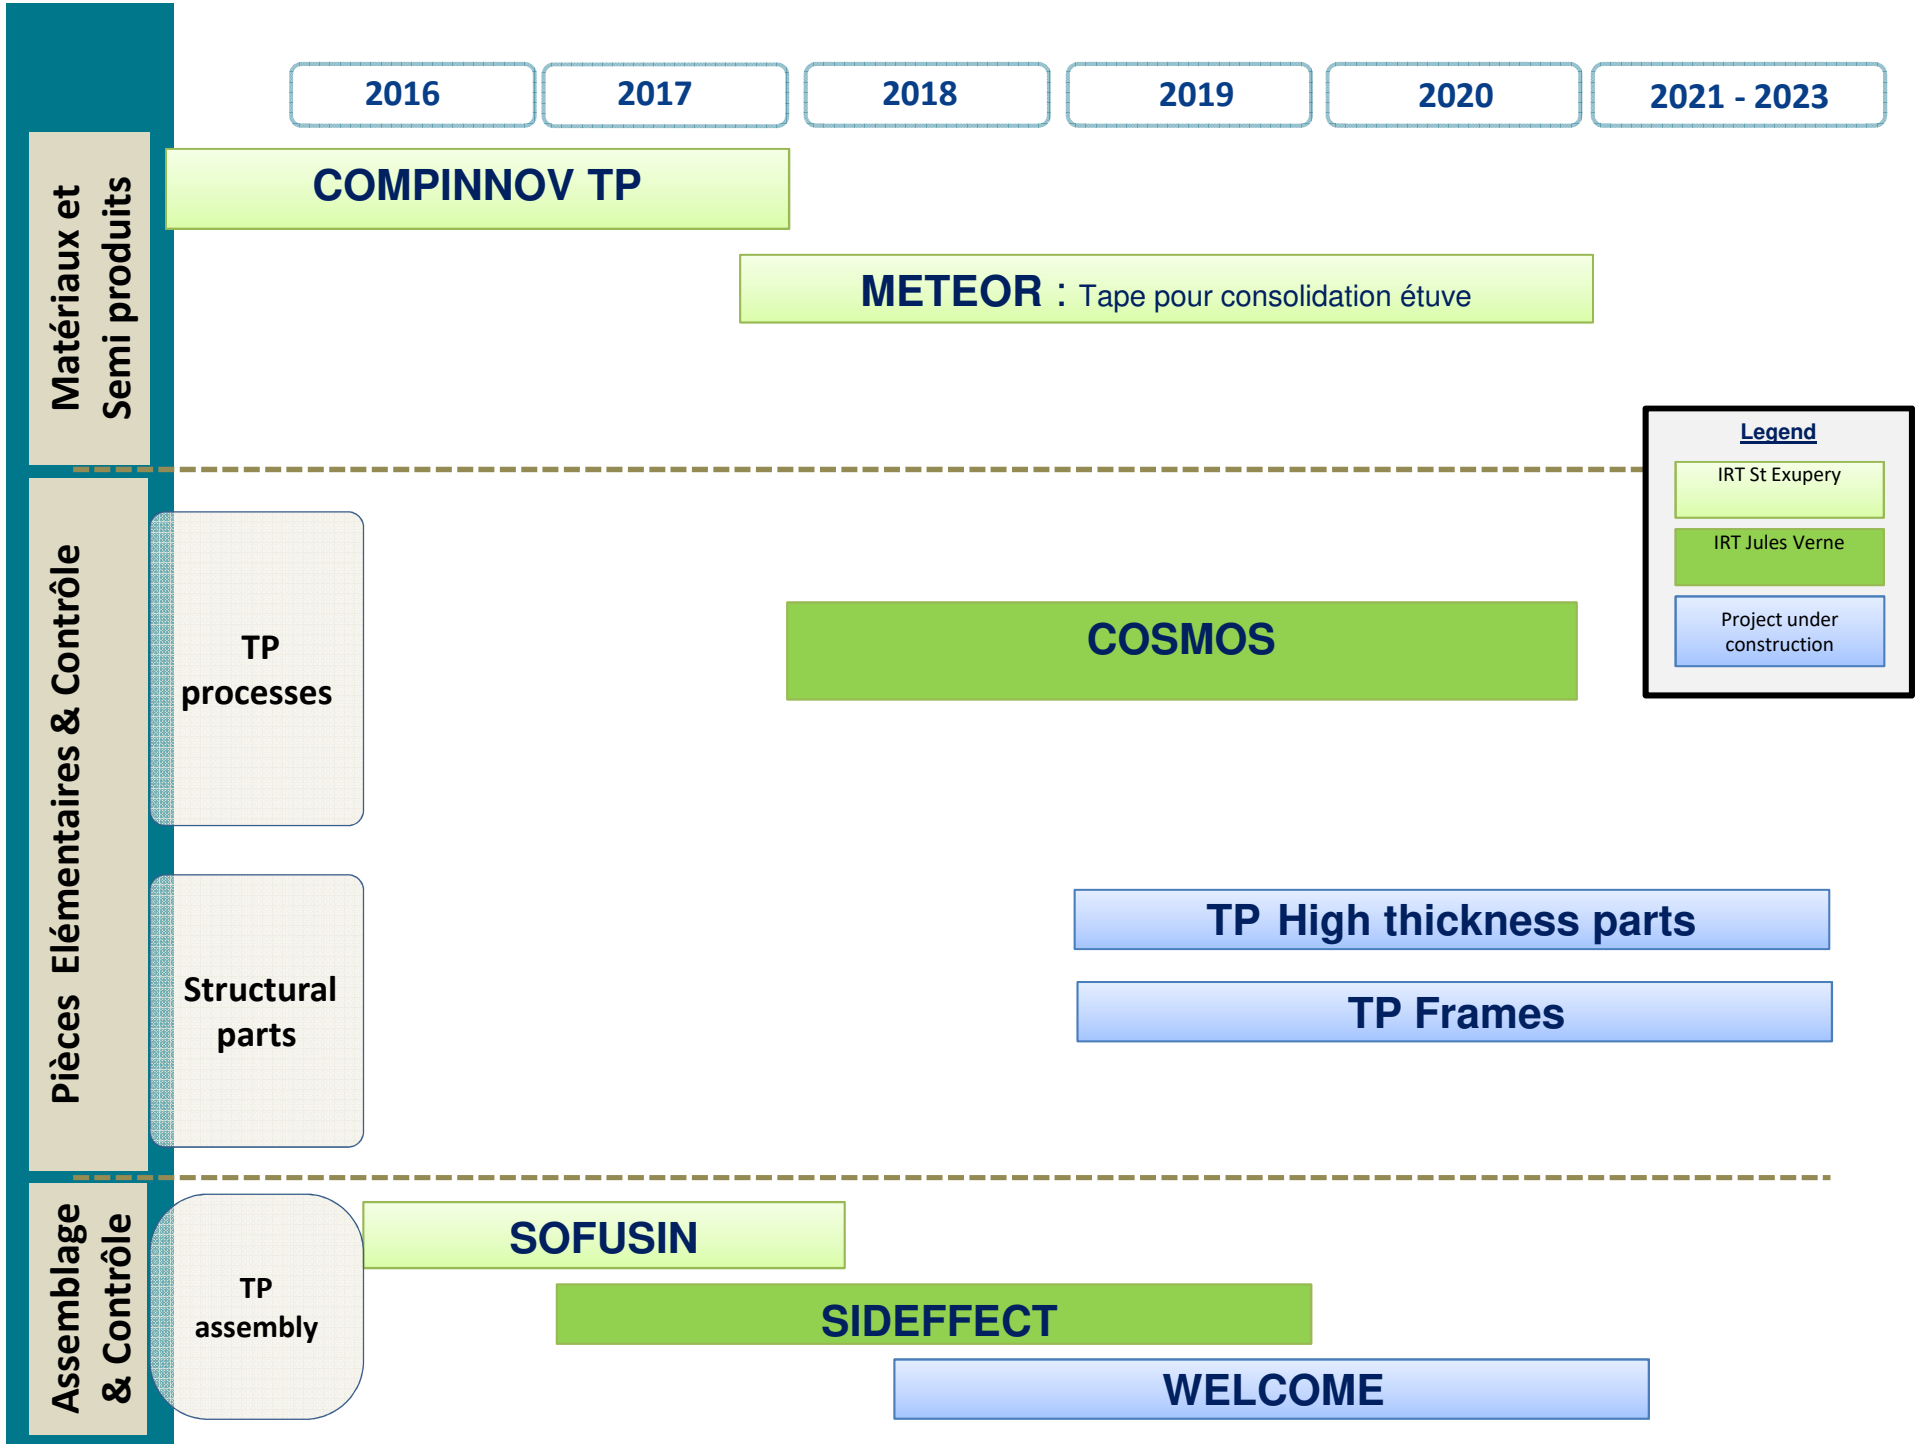 2016
2017
2018
2019
2020
2021 - 2023
Matériaux et
Semi produits
COMPINNOV TP
METEOR : Tape pour consolidation étuve
Legend
IRT St Exupery
IRT Jules Verne
Project under
construction
Pièces Elémentaires & Contrôle
TP
processes
COSMOS
Structural
parts
TP High thickness parts
TP Frames
Assemblage
& Contrôle
TP
assembly
SOFUSIN
SIDEFFECT
WELCOME